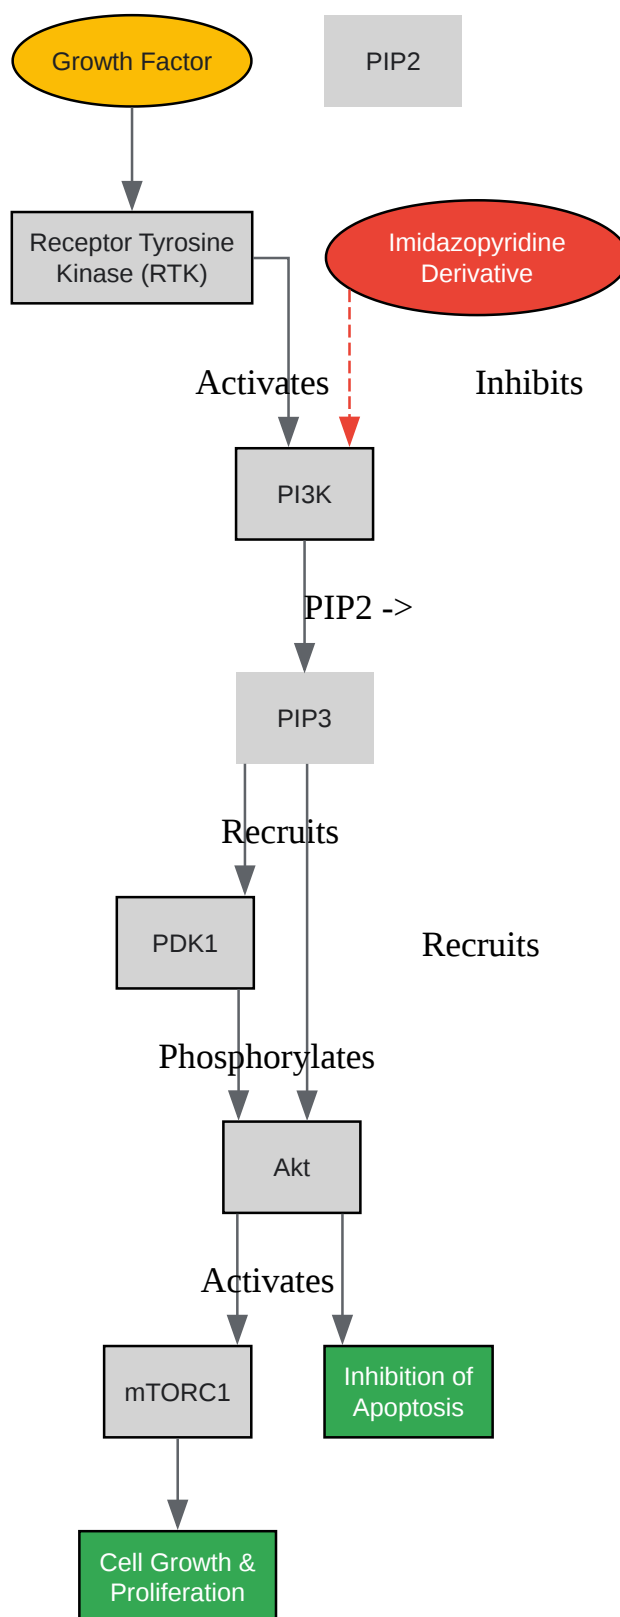 Growth Factor
PIP2
Receptor Tyrosine
Kinase (RTK)
Imidazopyridine
Derivative
Activates
Inhibits
PI3K
PIP2 ->
PIP3
Recruits
PDK1
Recruits
Phosphorylates
Akt
Activates
mTORC1
Inhibition of
Apoptosis
Cell Growth &
Proliferation